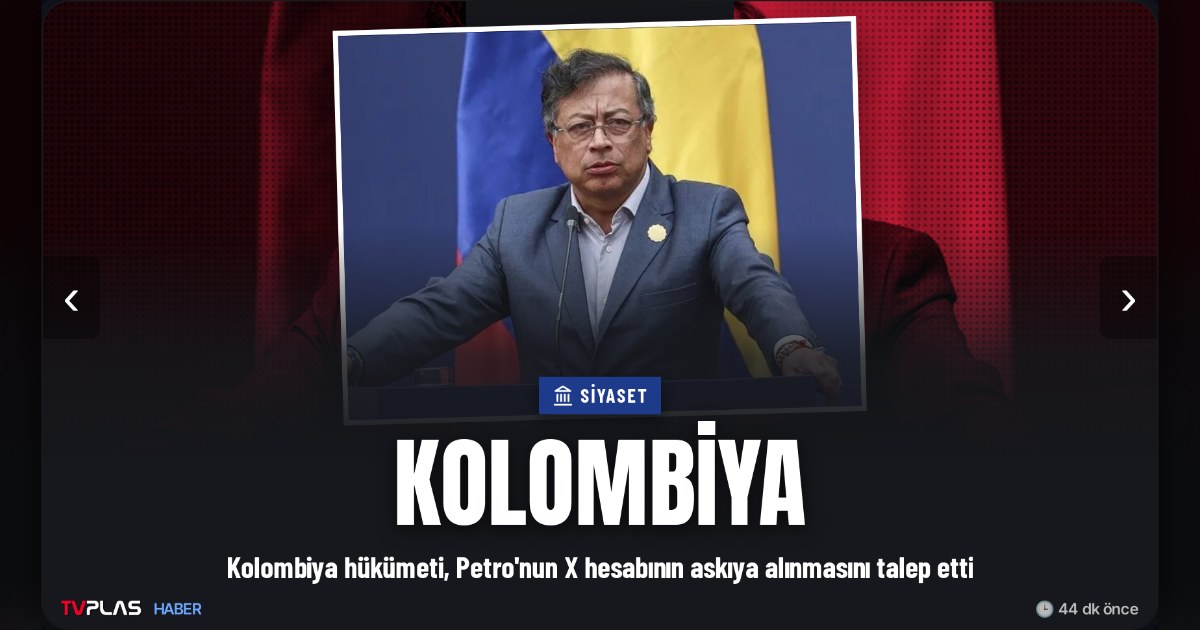 SİYASET
KOLOMBİYA
Kolombiya hükümeti, Petro'nun X hesabının askıya alınmasını talep etti
TVPLAS HABER
44 dk önce